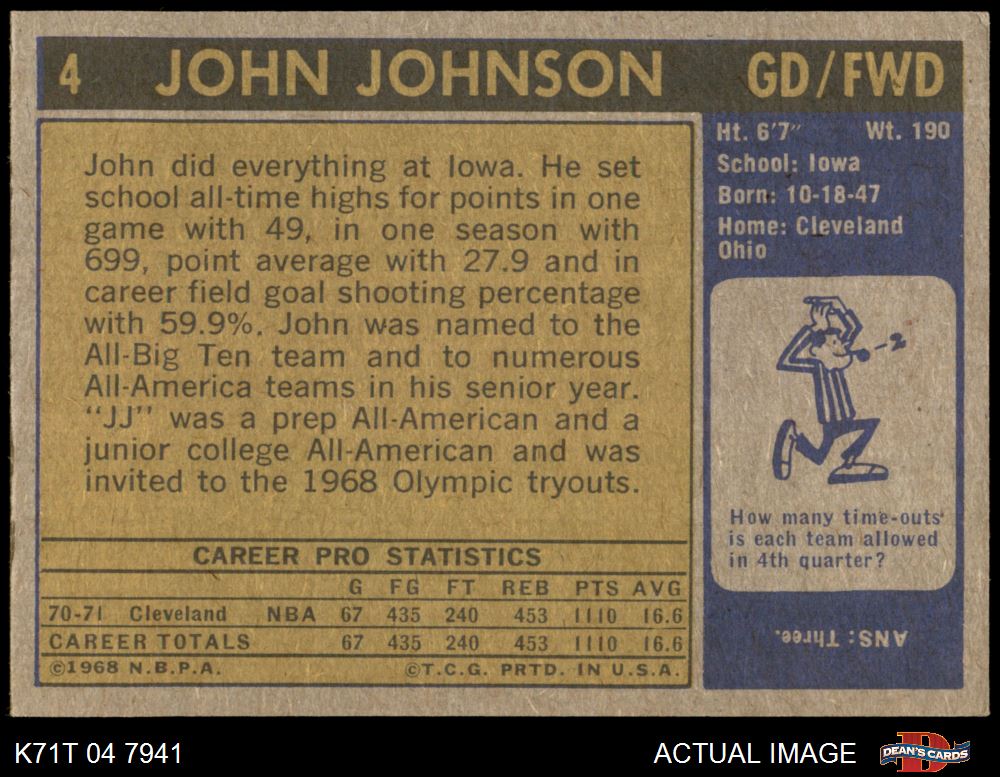 4 JOHN JOHNSON GD/FWD
John did everything at Iowa. He set
school all-time highs for points in one
game with 49, in one season with
699, point average with 27.9 and in
career field goal shooting percentage
with 59.9%. John was named to the
All-Big Ten team and to numerous
All-America teams in his senior year.
"JJ" was a prep All-American and a
junior college All-American and was
invited to the 1968 Olympic tryouts.
CAREER PRO STATISTICS
G FG FT REB PTS AVG
70-71 Cleveland NBA 67 435 240 453 1110 16.6
CAREER TOTALS 67 435 240 453 1110 16.6
©1968 N.B.P.A. ©T.C.G. PRTD. IN U.S.A.
Ht. 6'7" Wt. 190
School: Iowa
Born: 10-18-47
Home: Cleveland
Ohio
-2
How many time-outs
is each team allowed
in 4th quarter?
ANS: Three.
K71T 04 7941 ACTUAL IMAGE
D
DEAN'S CARDS